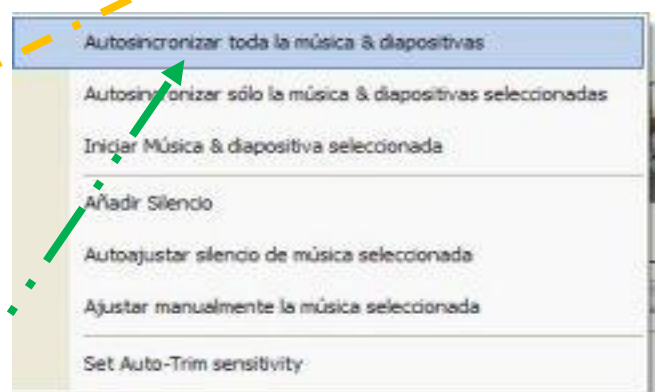 Autosincronizar toda la música & diapositivas
Autosincronizar sólo la música & diapositivas seleccionadas
Iniciar Música & diapositiva seleccionada
Añadir Silencio
Autoajustar silencio de música seleccionada
Ajustar manualmente la música seleccionada
Set Auto-Trim sensitivity